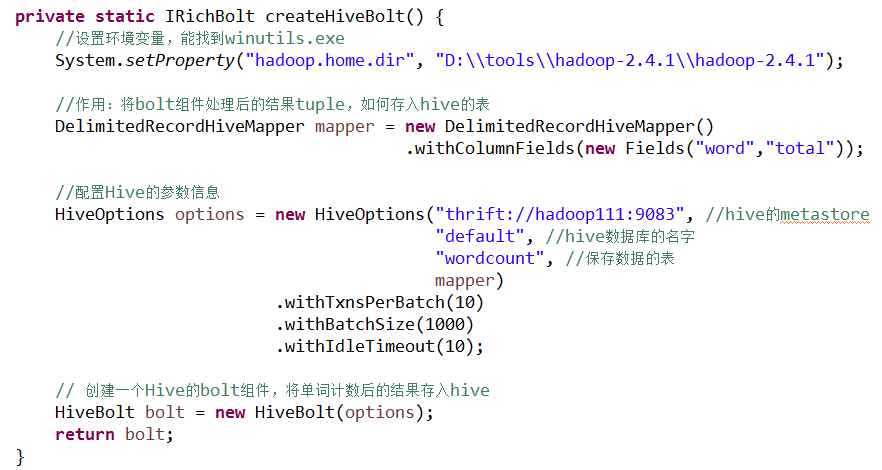 private static IRichBolt createHiveBolt() {
//设置环境变量，能找到winutils.exe
System.setProperty("hadoop.home.dir", "D:\\tools\\hadoop-2.4.1\\hadoop-2.4.1");
//作用：将bolt组件处理后的结果tuple，如何存入hive的表
DelimitedRecordHiveMapper mapper = new DelimitedRecordHiveMapper()
.withColumnFields(new Fields("word","total"));
//配置Hive的参数信息
HiveOptions options = new HiveOptions("thrift://hadoop111:9083", //hive的metastore
"default", //hive数据库的名字
"wordcount", //保存数据的表
mapper)
.withTxnsPerBatch(10)
.withBatchSize(1000)
.withIdleTimeout(10);
// 创建一个Hive的bolt组件，将单词计数后的结果存入hive
HiveBolt bolt = new HiveBolt(options);
return bolt;
}